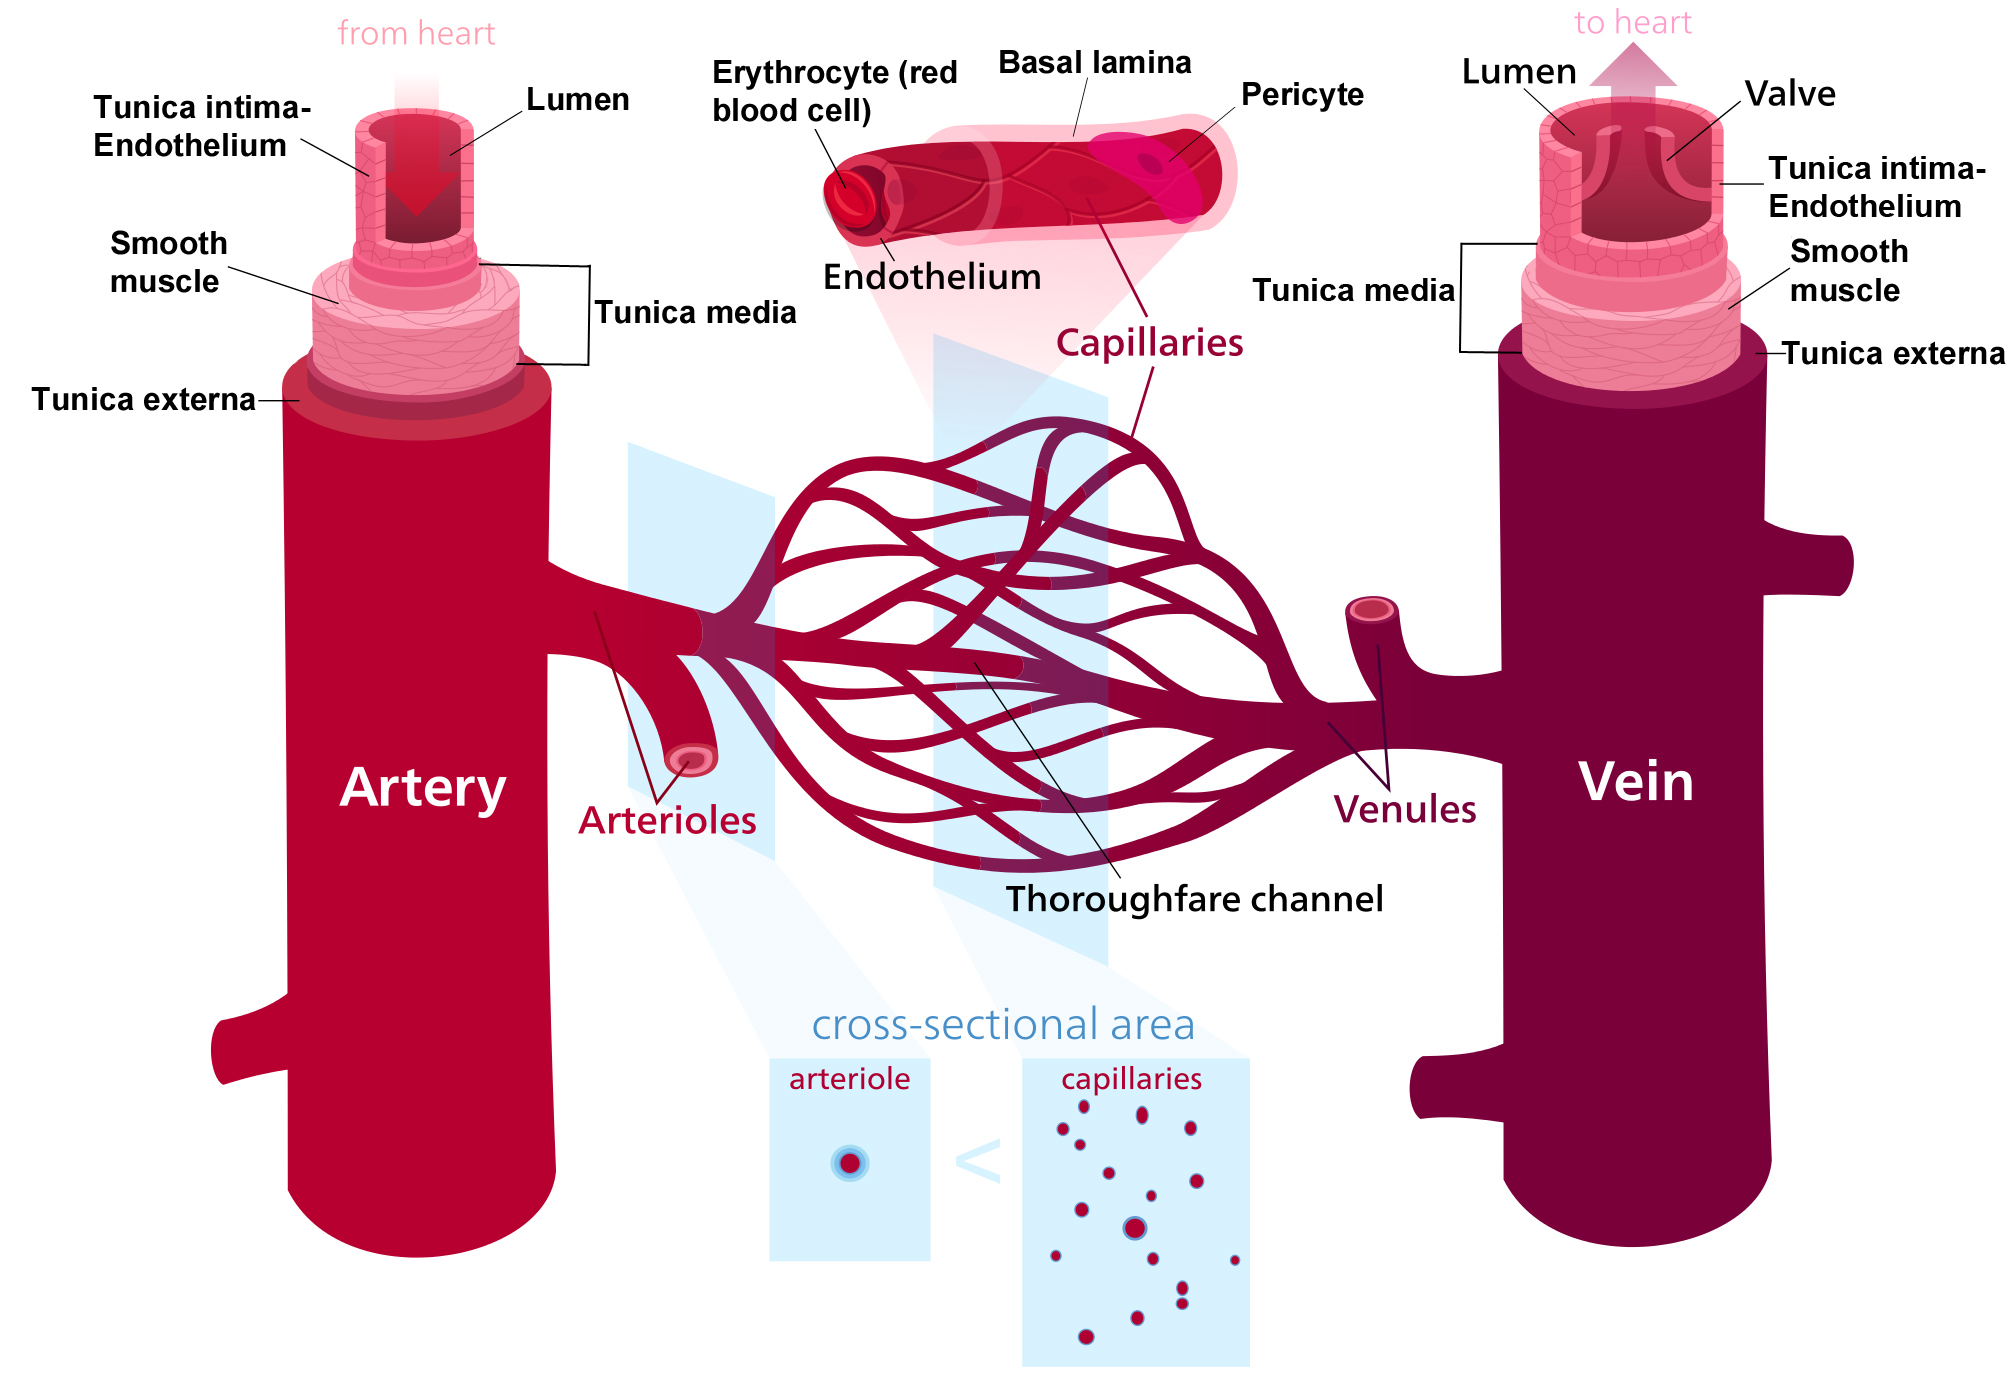 from heart
Tunica intima-
Endothelium
Lumen
Smooth
muscle
Tunica media
Tunica externa
Erythrocyte (red
blood cell)
Basal lamina
Pericyte
Endothelium
Capillaries
to heart
Lumen
Valve
Tunica intima-
Endothelium
Smooth
muscle
Tunica media
Tunica externa
Artery
Arterioles
Thoroughfare channel
Venules
Vein
cross-sectional area
arteriole
<
capillaries